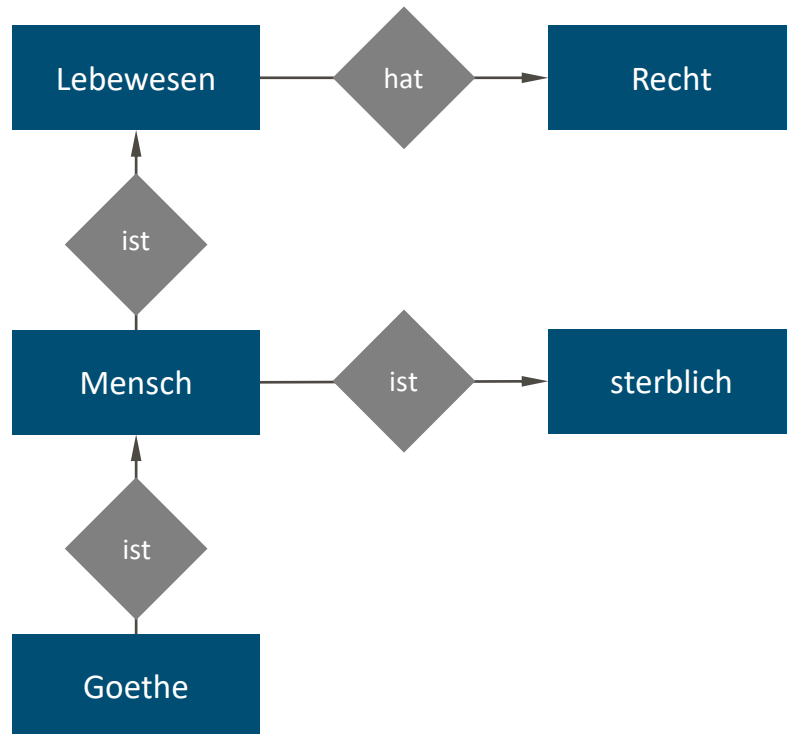 Lebewesen
hat
Recht
ist
Mensch
ist
sterblich
ist
Goethe